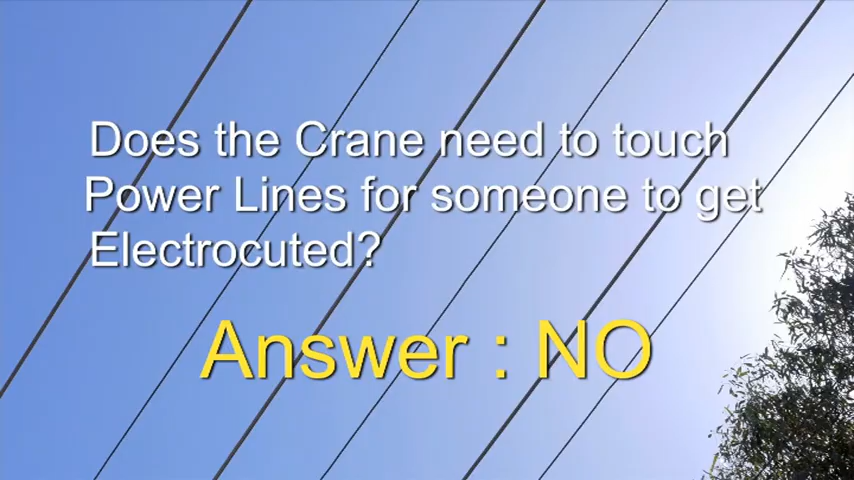 Does the Crane need to touch
Power Lines for someone to get
Electrocuted?
Answer : NO